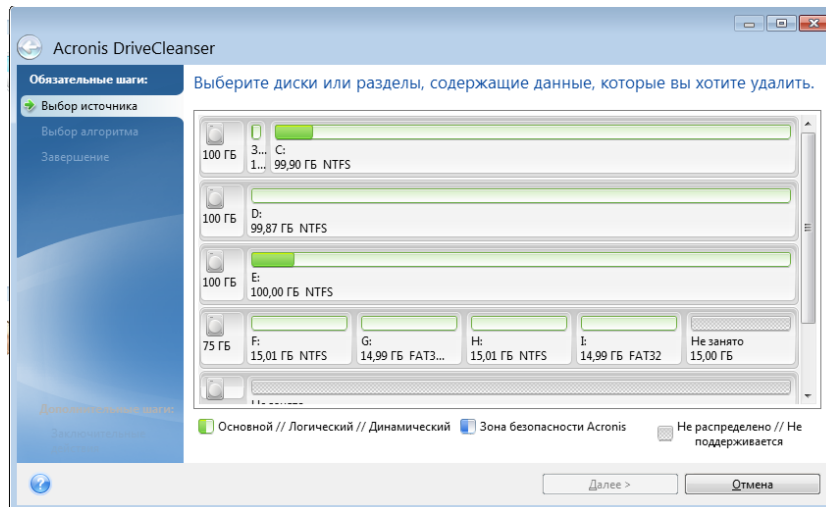 Acronis DriveCleanser
Обязательные шаги:
Выбор источника
Выбор алгоритма
Завершение
Выберите диски или разделы, содержащие данные, которые вы хотите удалить.
100 ГБ
З... C:
1... 99,90 ГБ NTFS
100 ГБ
D:
99,87 ГБ NTFS
100 ГБ
E:
100,00 ГБ NTFS
75 ГБ
F: G: H: I: Не занято
15,01 ГБ NTFS 14,99 ГБ FAT3... 15,01 ГБ NTFS 14,99 ГБ FAT32 15,00 ГБ
шаги:
Основной // Логический // Динамический Зона безопасности Acronis Не распределено // Не
поддерживается
Далее > Отмена